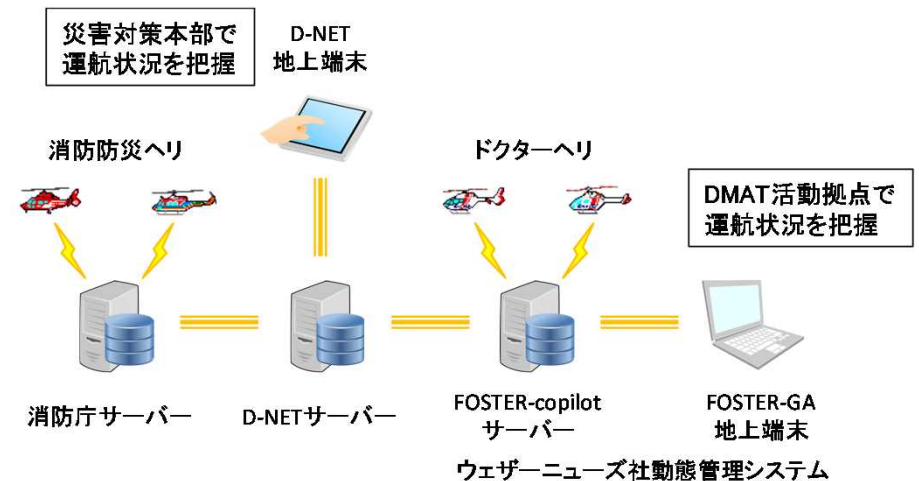 災害対策本部で
運航状況を把握
D-NET
地上端末
消防防災ヘリ
ドクターヘリ
DMAT活動拠点で
運航状況を把握
消防庁サーバー
D-NETサーバー
FOSTER-copilot
サーバー
FOSTER-GA
地上端末
ウェザーニューズ社動態管理システム